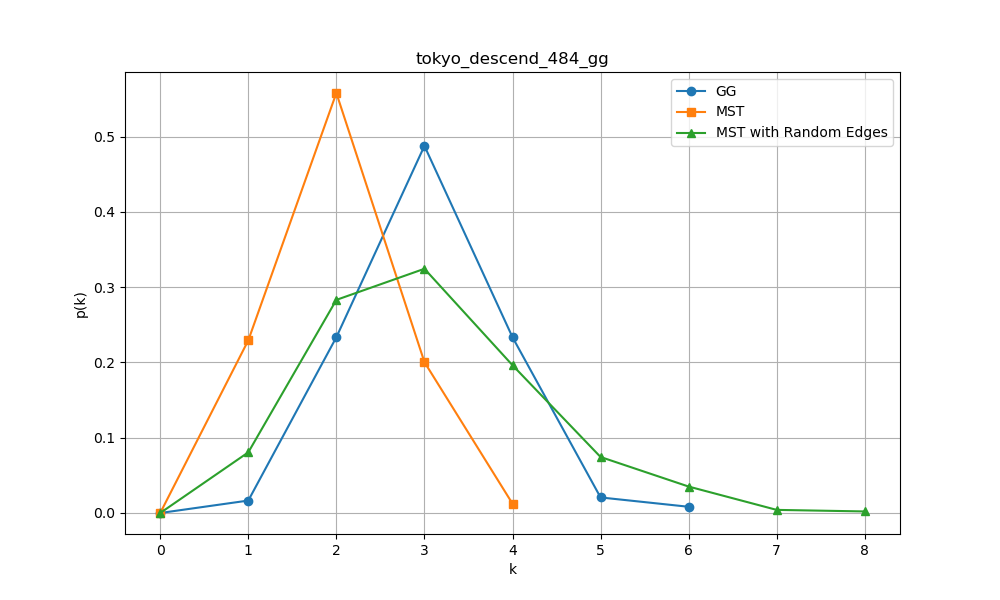 tokyo_descend_484_gg
GG
MST
MST with Random Edges
p(k)
0.5
0.4
0.3
0.2
0.1
0.0
0 1 2 3 4 5 6 7 8
k